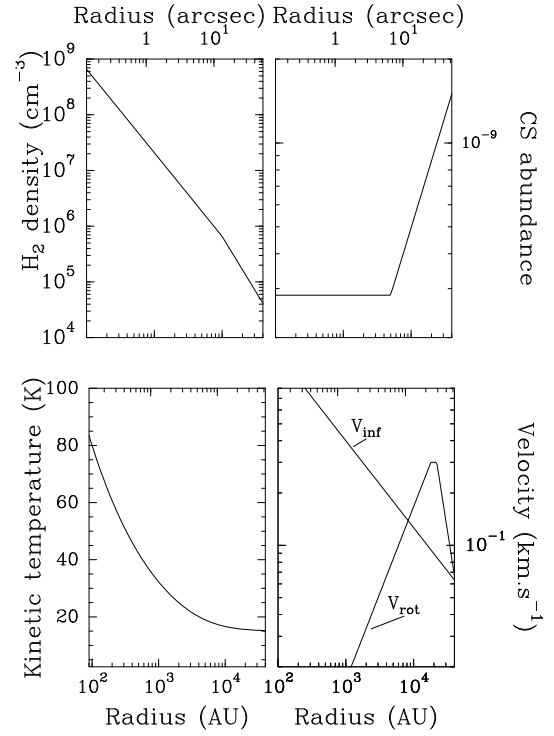 Radius (arcsec) Radius (arcsec)
1 10¹ 1 10¹
H₂ density (cm⁻³)
10⁹
10⁸
10⁷
10⁶
10⁵
10⁴
10⁻⁹
CS abundance
Kinetic temperature (K)
100
80
60
40
20
10² 10³ 10⁴
Radius (AU)
V_inf
V_rot
10⁻¹
Velocity (km.s⁻¹)
10² 10³ 10⁴
Radius (AU)